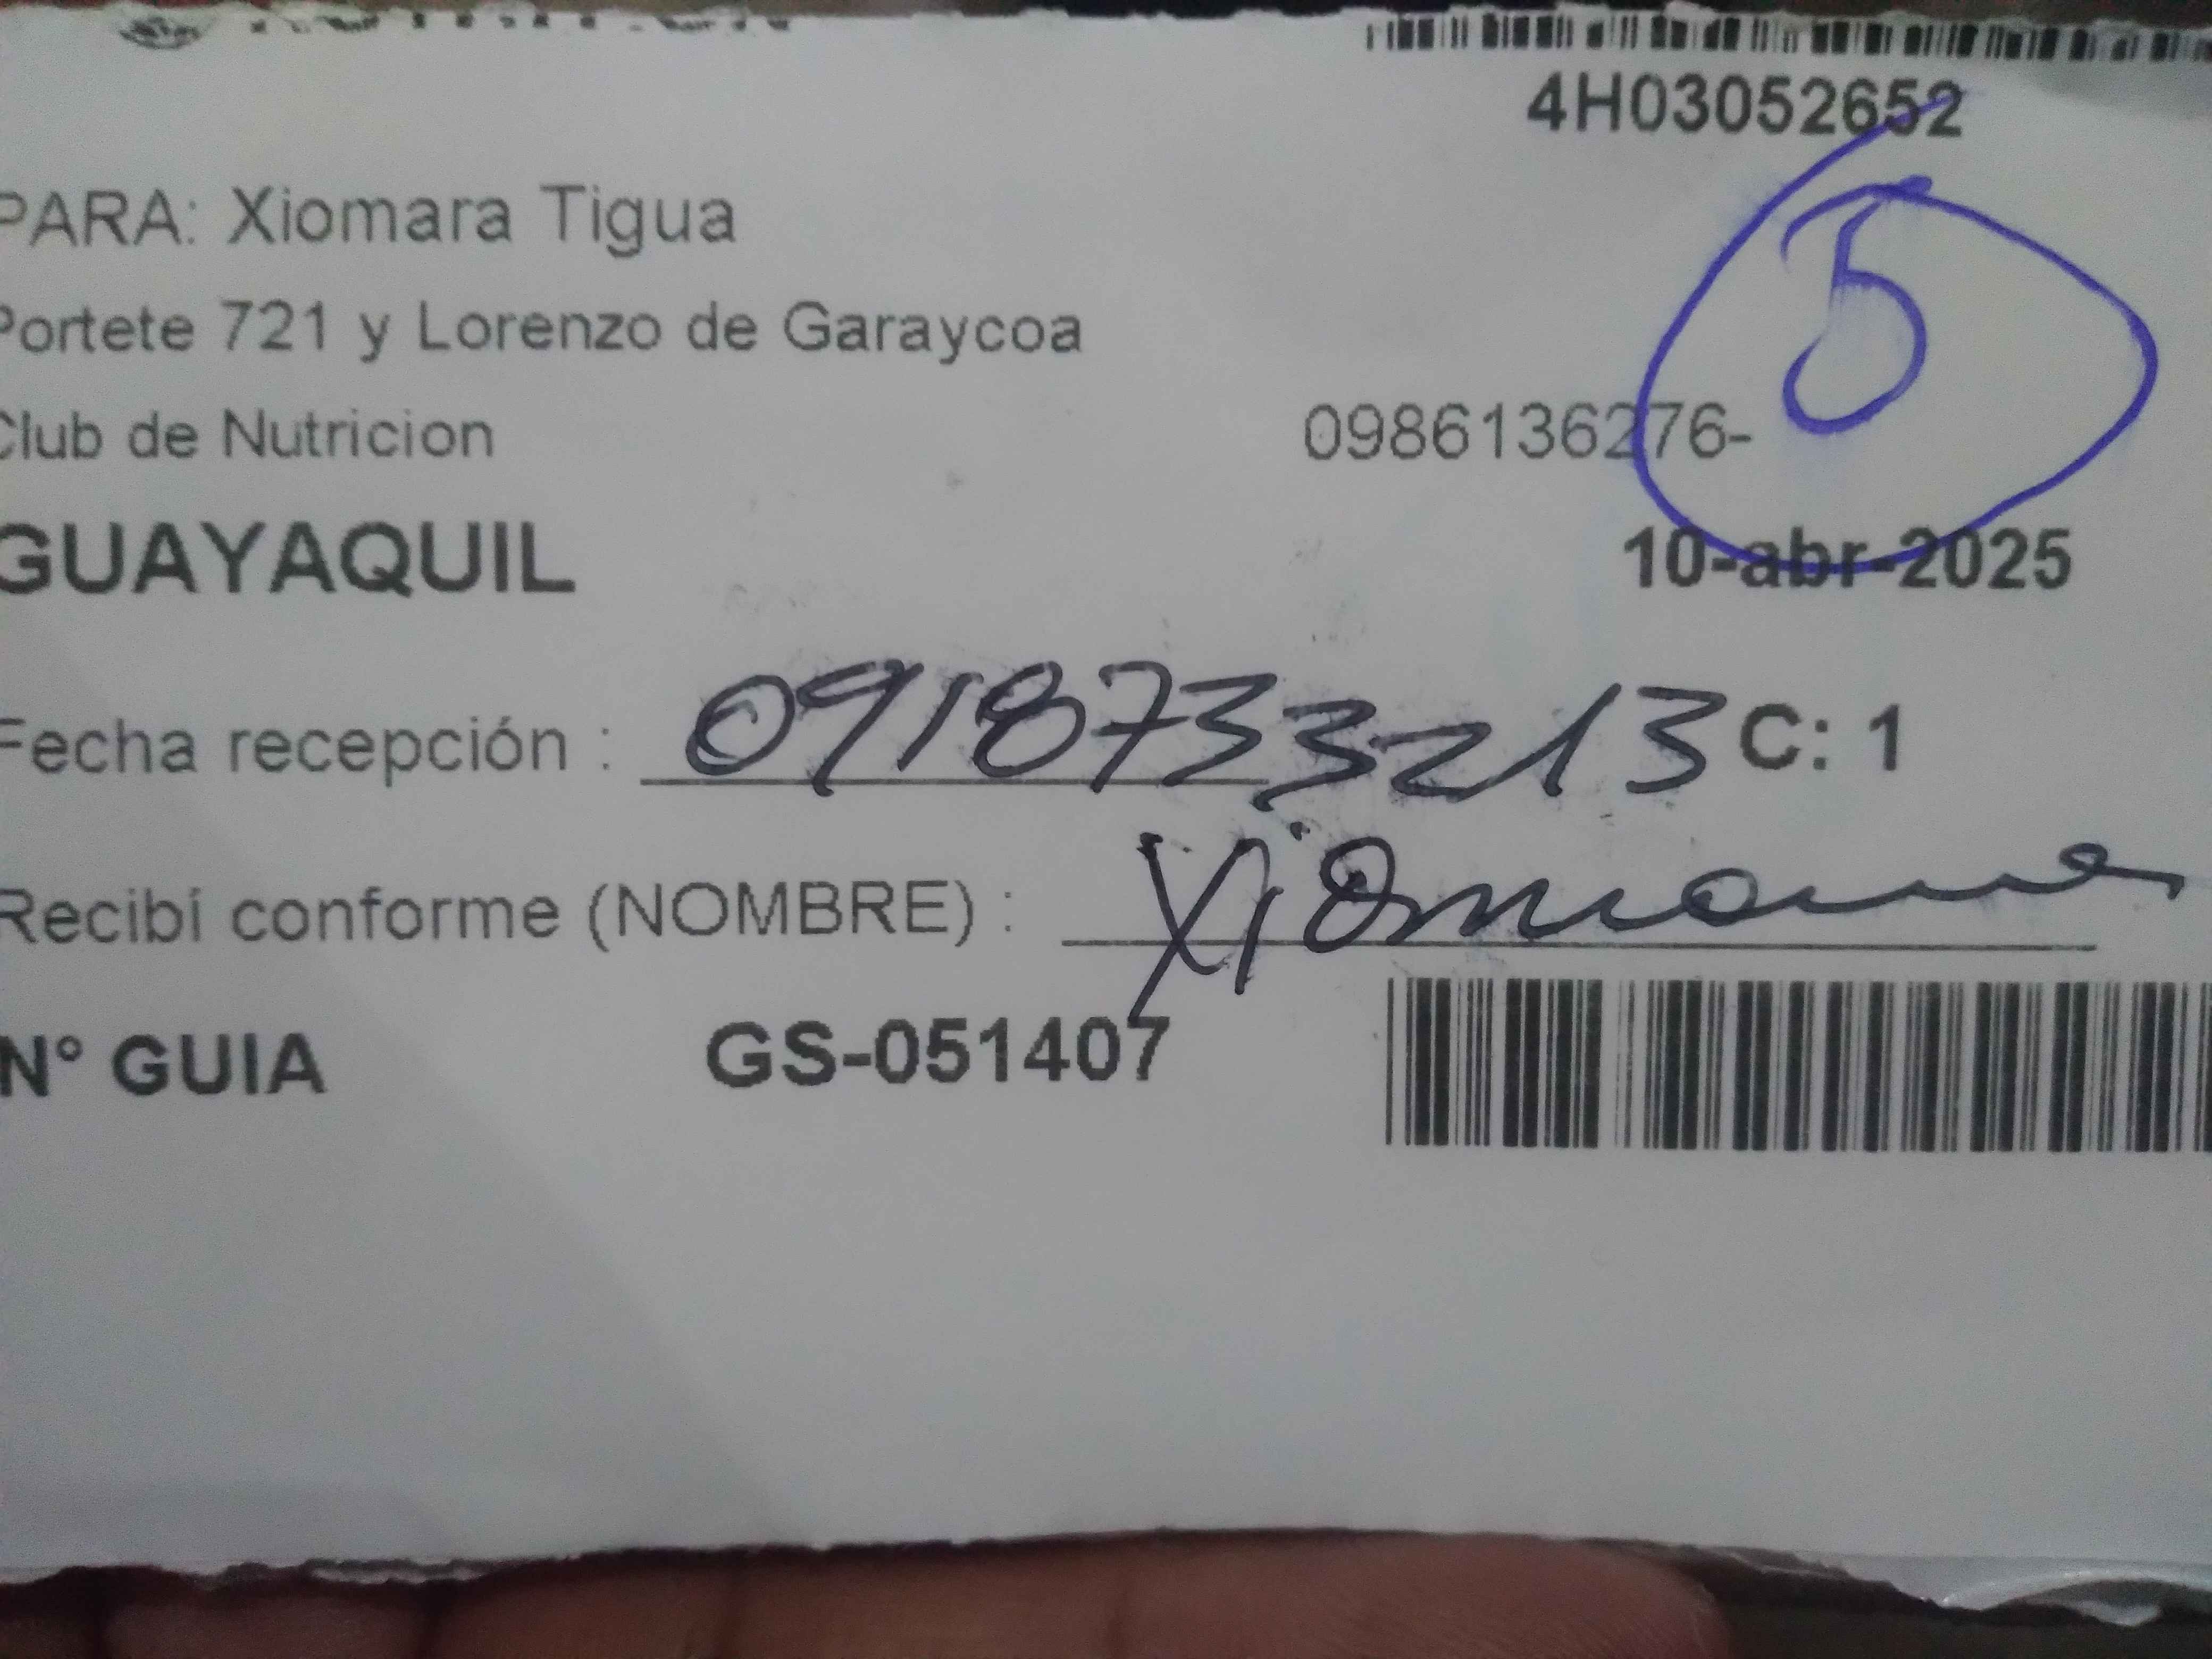 4H03052652
5
PARA: Xiomara Tigua
Portete 721 y Lorenzo de Garaycoa
Club de Nutricion 0986136276-
GUAYAQUIL 10-abr-2025
Fecha recepción : 0918733213 C: 1
Recibí conforme (NOMBRE) : Xiomara
N° GUIA GS-051407